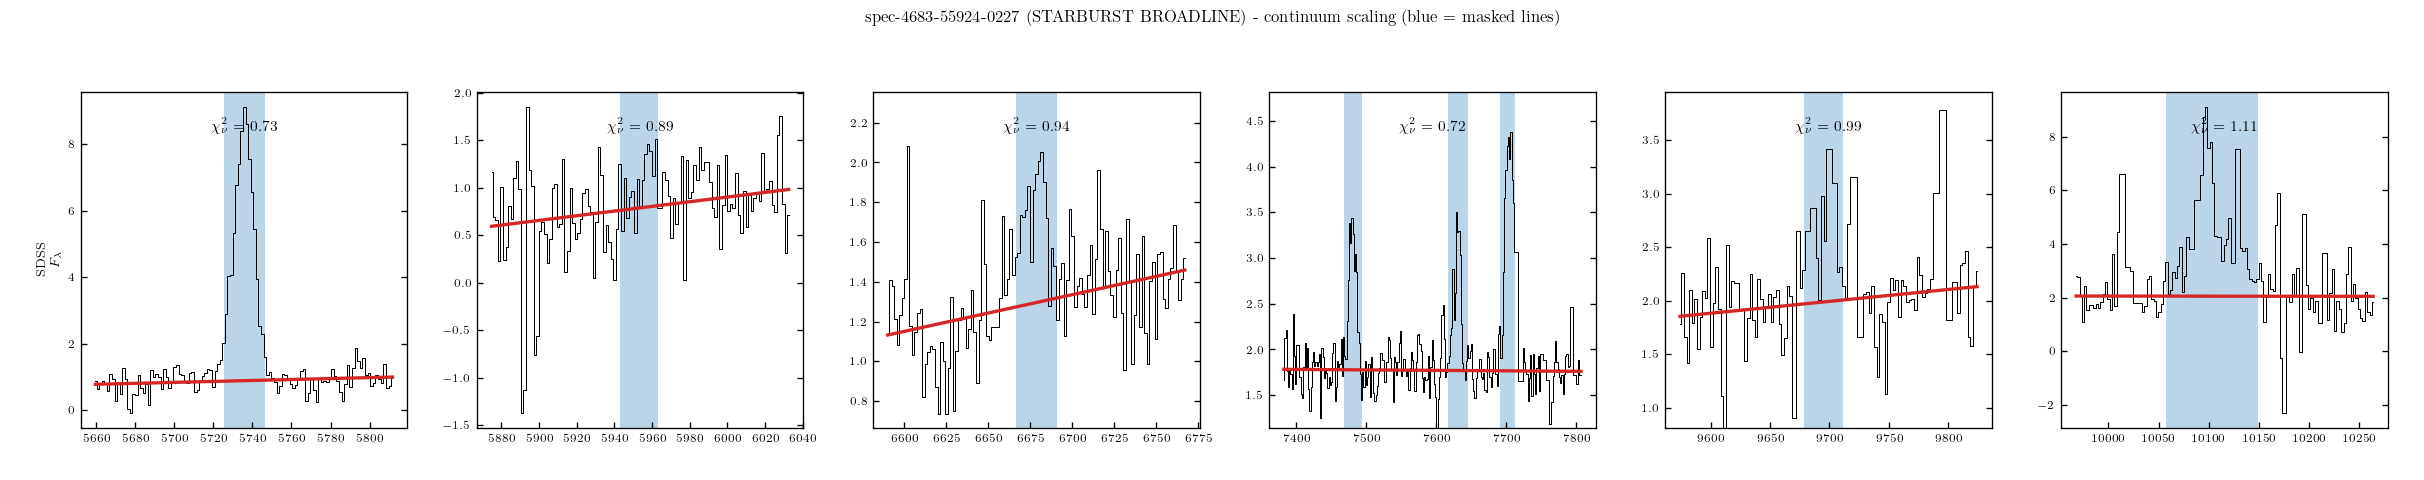 spec-4683-55924-0227 (STARBURST BROADLINE) - continuum scaling (blue = masked lines)
SDSS
Fλ
χ²ν = 0.73
8
6
4
2
0
5660 5680 5700 5720 5740 5760 5780 5800
χ²ν = 0.89
2.0
1.5
1.0
0.5
0.0
−0.5
−1.0
−1.5
5880 5900 5920 5940 5960 5980 6000 6020 6040
χ²ν = 0.94
2.2
2.0
1.8
1.6
1.4
1.2
1.0
0.8
6600 6625 6650 6675 6700 6725 6750 6775
χ²ν = 0.72
4.5
4.0
3.5
3.0
2.5
2.0
1.5
7400 7500 7600 7700 7800
χ²ν = 0.99
3.5
3.0
2.5
2.0
1.5
1.0
9600 9650 9700 9750 9800
χ²ν = 1.11
8
6
4
2
0
−2
10000 10050 10100 10150 10200 10250